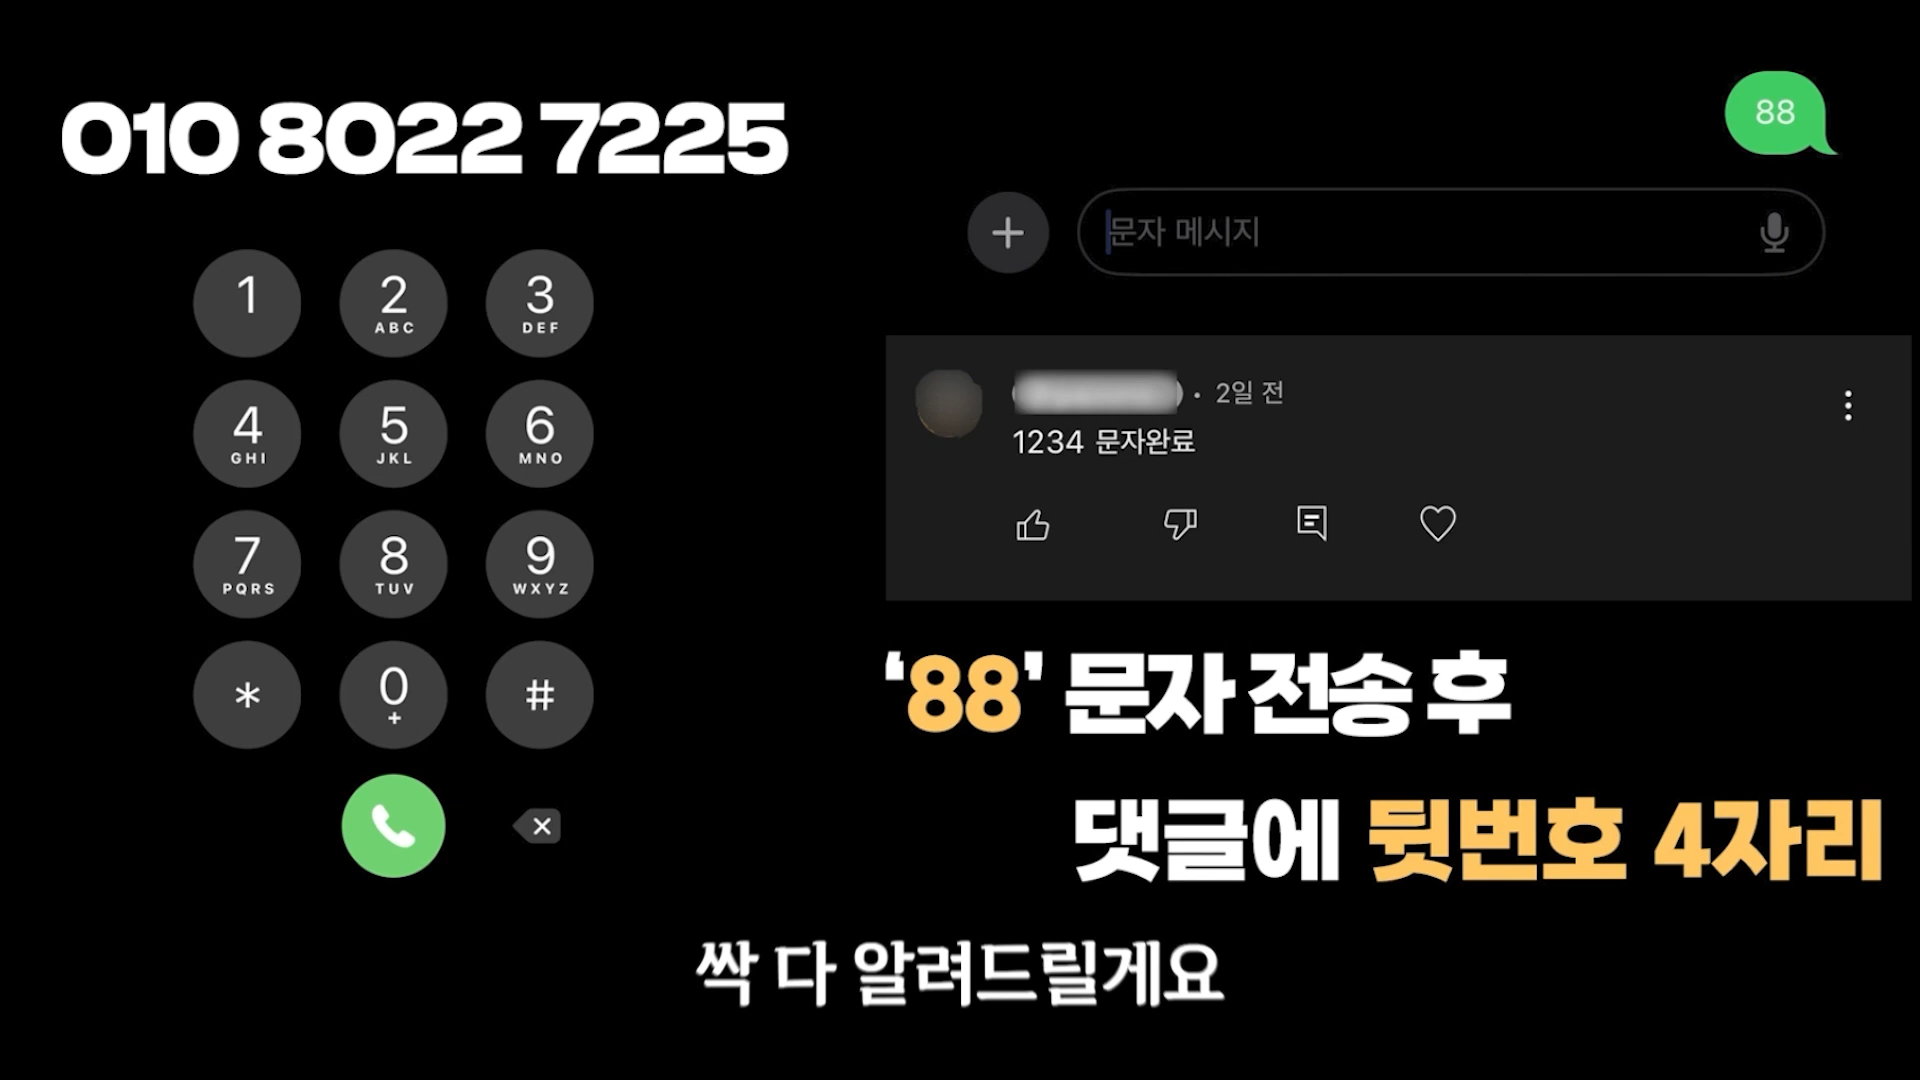 010 8022 7225
88
문자 메시지
1
2
ABC
3
DEF
4
GHI
5
JKL
6
MNO
7
PQRS
8
TUV
9
WXYZ
*
0
+
#
· 2일 전
1234 문자완료
‘88’ 문자 전송 후
댓글에 뒷번호 4자리
싹 다 알려드릴게요